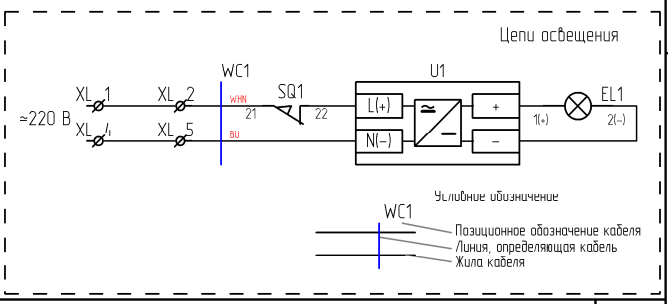 Цепи освещения
WC1
U1
XL 1
XL 2
WHN
SQ1
21
22
L(+)
+
EL1
1(+)
2(-)
≃220 В
XL 4
XL 5
BU
N(-)
-
Условное обозначение
WC1
Позиционное обозначение кабеля
Линия, определяющая кабель
Жила кабеля